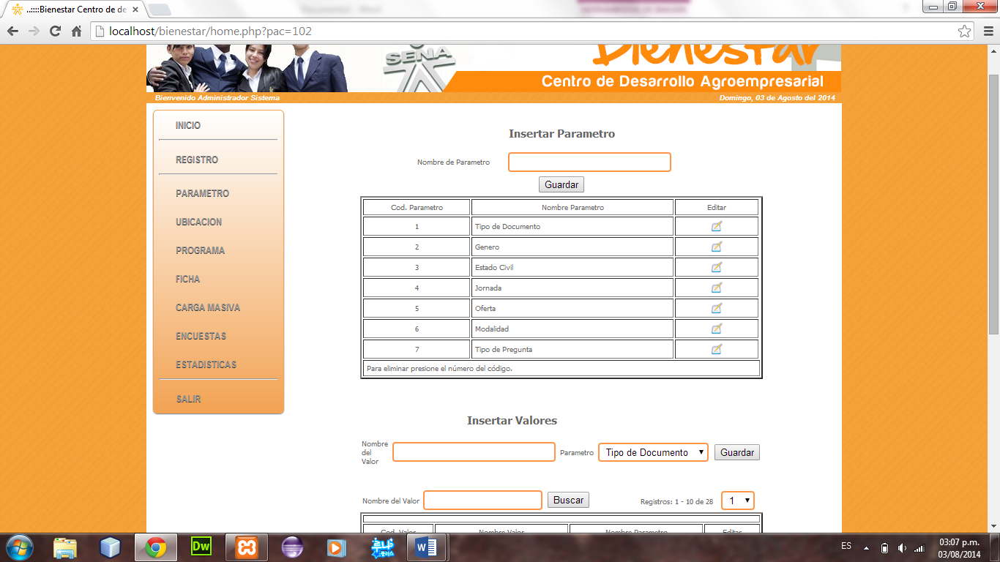 ..::::Bienestar Centro de de
localhost/bienestar/home.php?pac=102
SENA
Bienestar
Centro de Desarrollo Agroempresarial
Bienvenido Administrador Sistema
Domingo, 03 de Agosto del 2014
INICIO
REGISTRO
PARAMETRO
UBICACION
PROGRAMA
FICHA
CARGA MASIVA
ENCUESTAS
ESTADISTICAS
SALIR
Insertar Parametro
Nombre de Parametro
Guardar
Cod. Parametro Nombre Parametro Editar
1 Tipo de Documento
2 Genero
3 Estado Civil
4 Jornada
5 Oferta
6 Modalidad
7 Tipo de Pregunta
Para eliminar presione el número del código.
Insertar Valores
Nombre
del
Valor
Parametro Tipo de Documento Guardar
Nombre del Valor Buscar Registros: 1 - 10 de 28 1
Cod. Valor Nombre Valor Nombre Parametro Editar
Dw
ES
03:07 p.m.
03/08/2014